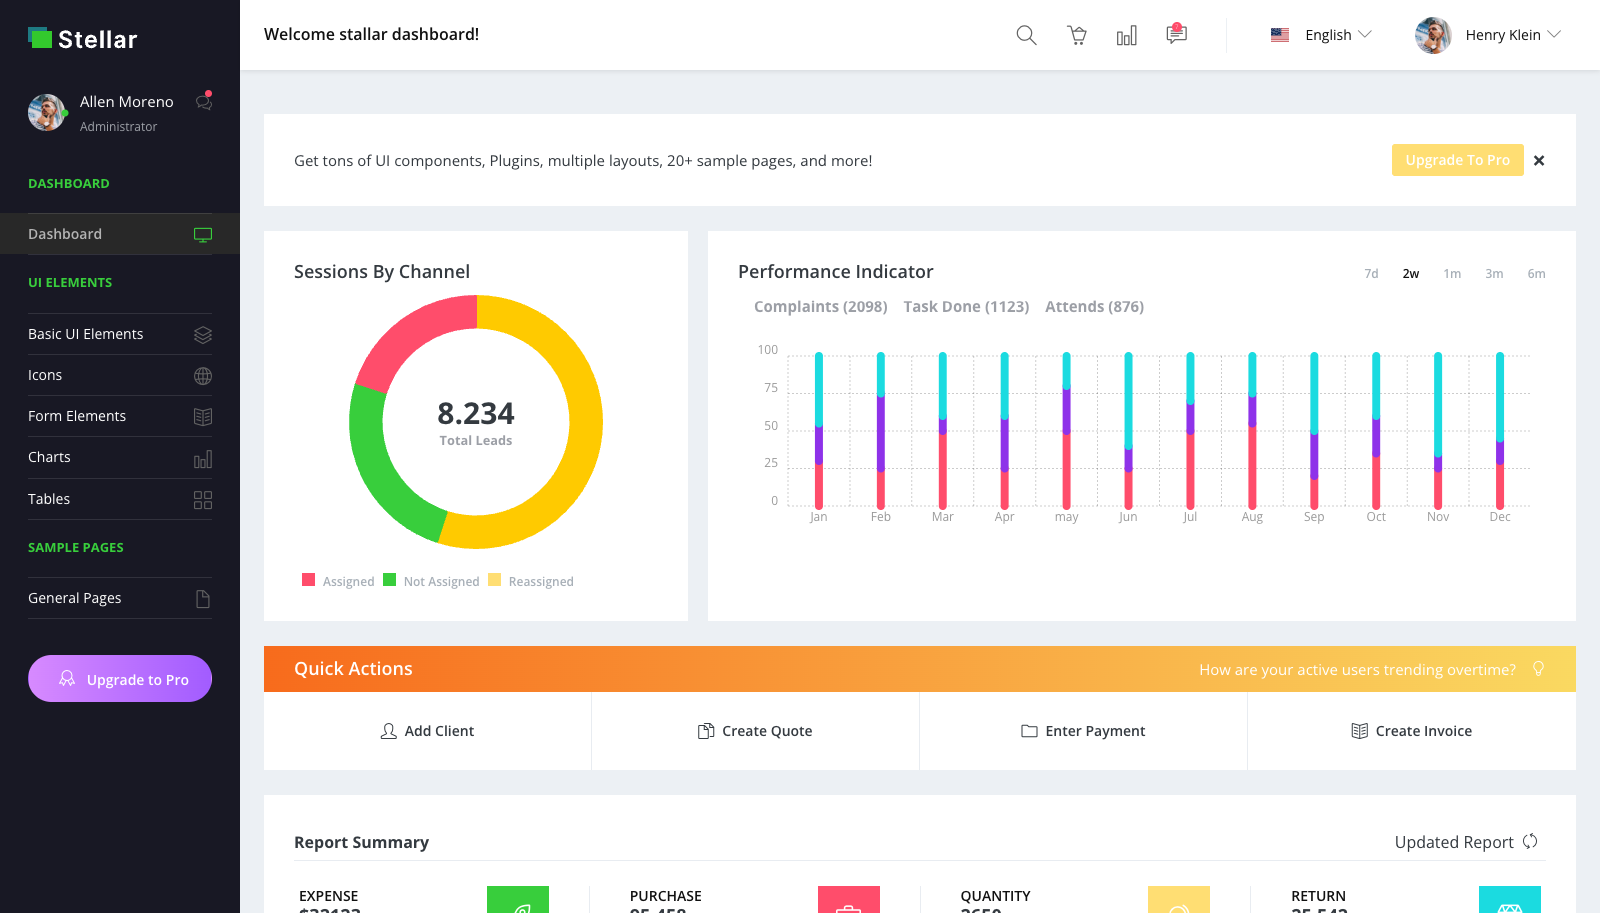 Stellar
Welcome stallar dashboard!
English
Henry Klein
Allen Moreno
Administrator
DASHBOARD
Dashboard
UI ELEMENTS
Basic UI Elements
Icons
Form Elements
Charts
Tables
SAMPLE PAGES
General Pages
Upgrade to Pro
Get tons of UI components, Plugins, multiple layouts, 20+ sample pages, and more!
Upgrade To Pro
Sessions By Channel
8.234
Total Leads
Assigned Not Assigned Reassigned
Performance Indicator
7d 2w 1m 3m 6m
Complaints (2098) Task Done (1123) Attends (876)
100
75
50
25
0
Jan Feb Mar Apr may Jun Jul Aug Sep Oct Nov Dec
Quick Actions
How are your active users trending overtime?
Add Client
Create Quote
Enter Payment
Create Invoice
Report Summary
Updated Report
EXPENSE PURCHASE QUANTITY RETURN